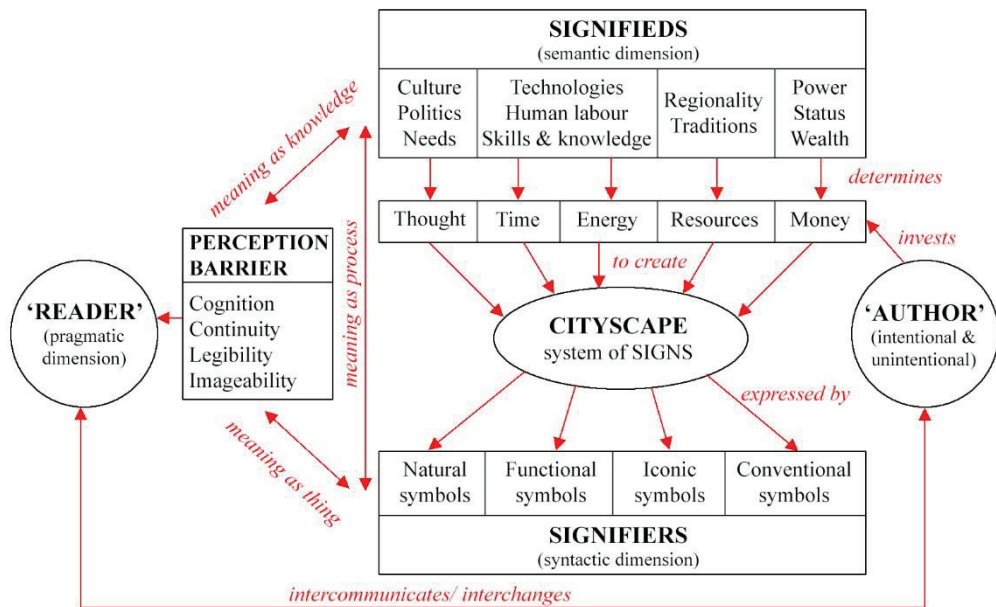 SIGNIFIEDS
(semantic dimension)
Culture
Politics
Needs
Technologies
Human labour
Skills & knowledge
Regionality
Traditions
Power
Status
Wealth
meaning as knowledge
determines
Thought
Time
Energy
Resources
Money
invests
to create
PERCEPTION
BARRIER
Cognition
Continuity
Legibility
Imageability
meaning as process
‘READER’
(pragmatic
dimension)
CITYSCAPE
system of SIGNS
‘AUTHOR’
(intentional &
unintentional)
expressed by
meaning as thing
Natural
symbols
Functional
symbols
Iconic
symbols
Conventional
symbols
SIGNIFIERS
(syntactic dimension)
intercommunicates/ interchanges